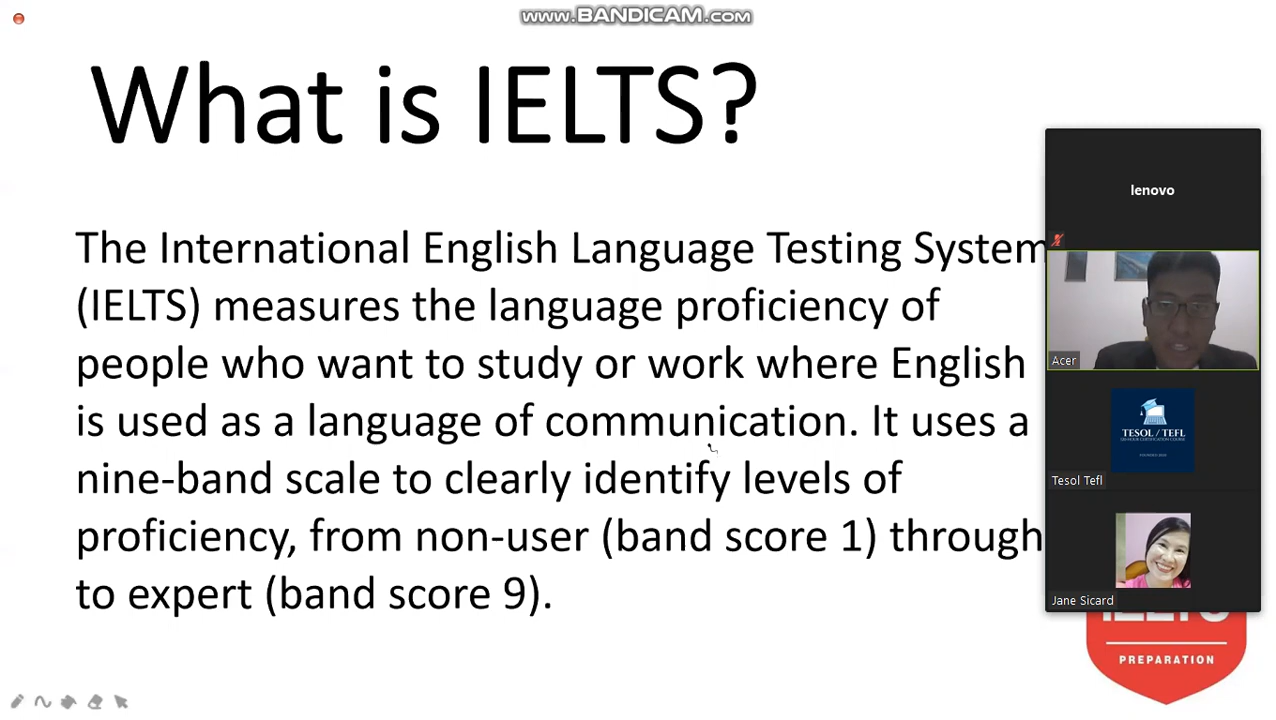 www.BANDICAM.com
What is IELTS?
The International English Language Testing System
(IELTS) measures the language proficiency of
people who want to study or work where English
is used as a language of communication. It uses a
nine-band scale to clearly identify levels of
proficiency, from non-user (band score 1) through
to expert (band score 9).
lenovo
Acer
TESOL / TEFL
Tesol Tefl
Jane Sicard
IELTS
PREPARATION